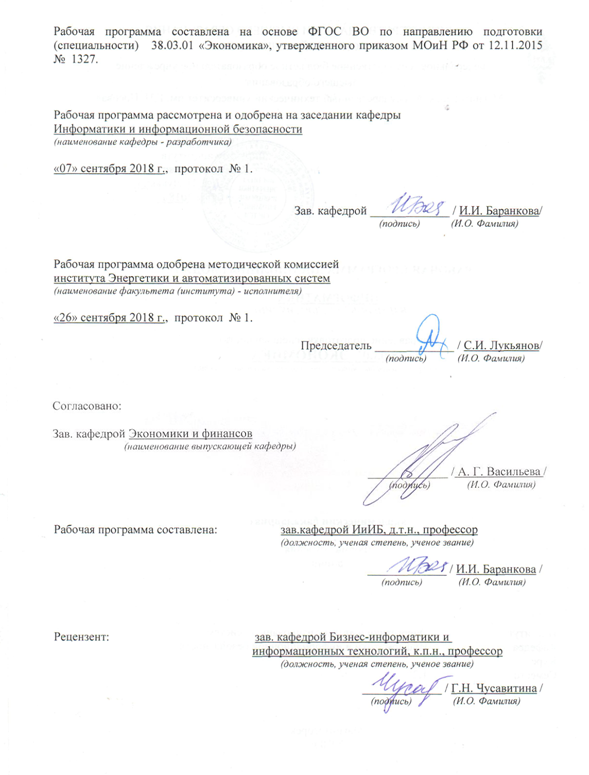 Рабочая программа составлена на основе ФГОС ВО по направлению подготовки
(специальности) 38.03.01 «Экономика», утвержденного приказом МОиН РФ от 12.11.2015
№ 1327.
Рабочая программа рассмотрена и одобрена на заседании кафедры
Информатики и информационной безопасности
(наименование кафедры - разработчика)
«07» сентября 2018 г., протокол № 1.
Зав. кафедрой / И.И. Баранкова/
(подпись) (И.О. Фамилия)
Рабочая программа одобрена методической комиссией
института Энергетики и автоматизированных систем
(наименование факультета (института) - исполнителя)
«26» сентября 2018 г., протокол № 1.
Председатель / С.И. Лукьянов/
(подпись) (И.О. Фамилия)
Согласовано:
Зав. кафедрой Экономики и финансов
(наименование выпускающей кафедры)
/ А. Г. Васильева /
(подпись) (И.О. Фамилия)
Рабочая программа составлена: зав.кафедрой ИиИБ, д.т.н., профессор
(должность, ученая степень, ученое звание)
/ И.И. Баранкова /
(подпись) (И.О. Фамилия)
Рецензент: зав. кафедрой Бизнес-информатики и
информационных технологий, к.п.н., профессор
(должность, ученая степень, ученое звание)
/ Г.Н. Чусавитина /
(подпись) (И.О. Фамилия)